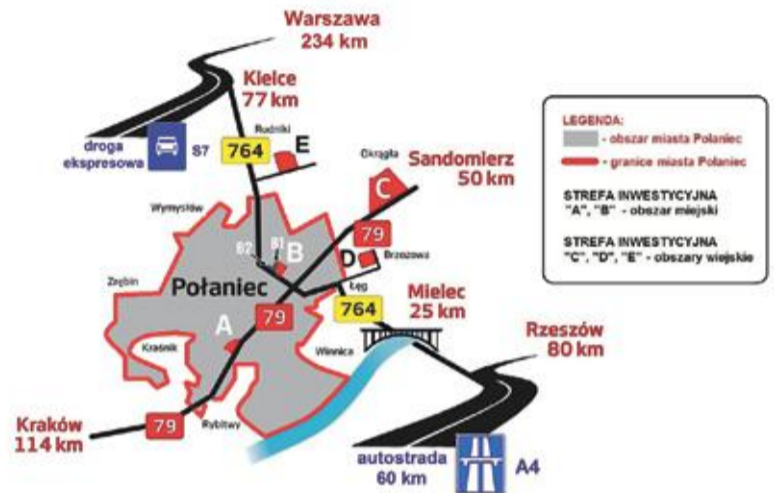 Warszawa
234 km
Kielce
77 km
droga
ekspresowa
S7
764
Rudniki
E
Okrągła
Sandomierz
50 km
C
79
Wymysłów
B2
B1
B
D
Brzozowa
Zrębin
Połaniec
Łęg
79
764
Mielec
25 km
A
Kraśnik
Winnica
Rzeszów
80 km
Kraków
114 km
79
Rybitwy
autostrada
60 km
A4
LEGENDA:
- obszar miasta Połaniec
- granice miasta Połaniec
STREFA INWESTYCYJNA
"A", "B" - obszar miejski
STREFA INWESTYCYJNA
"C", "D", "E" - obszary wiejskie